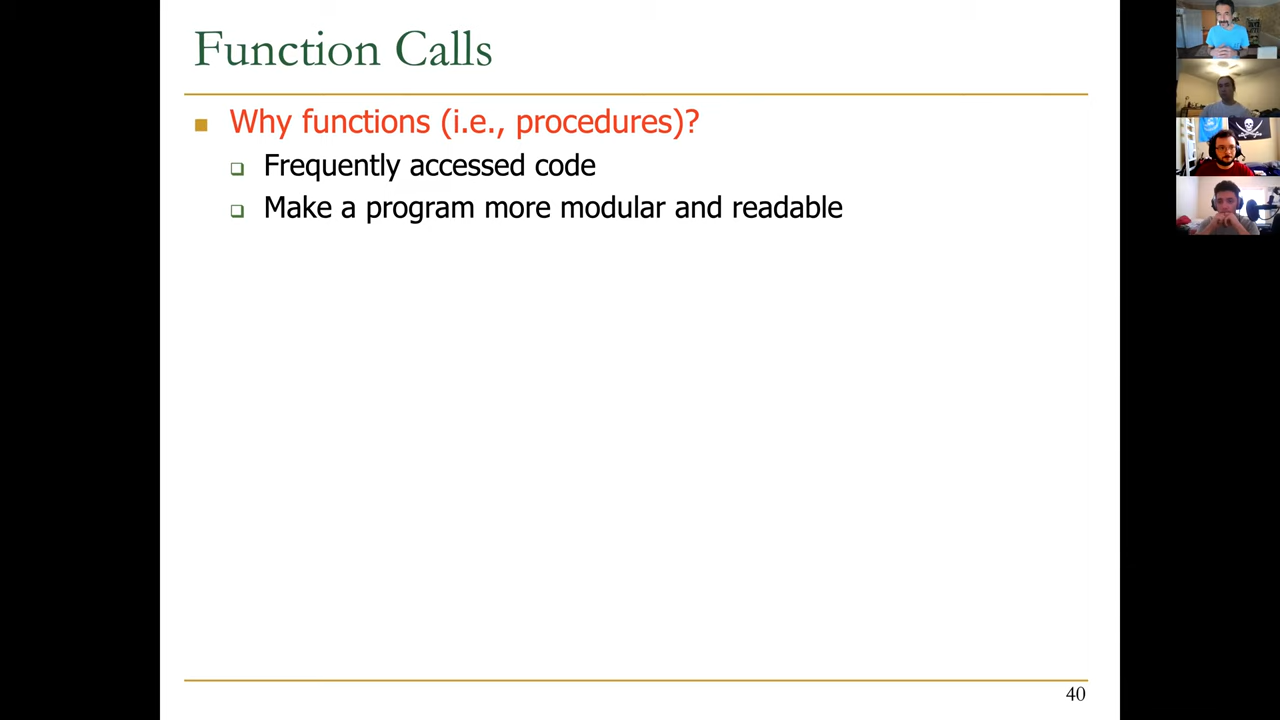 Function Calls
Why functions (i.e., procedures)?
Frequently accessed code
Make a program more modular and readable
40